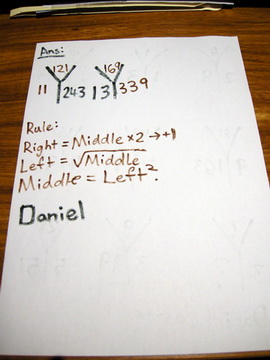 Ans:
121 169
11 243 13 339
Rule:
Right = Middle × 2 → +1
Left = √Middle
Middle = Left².
Daniel